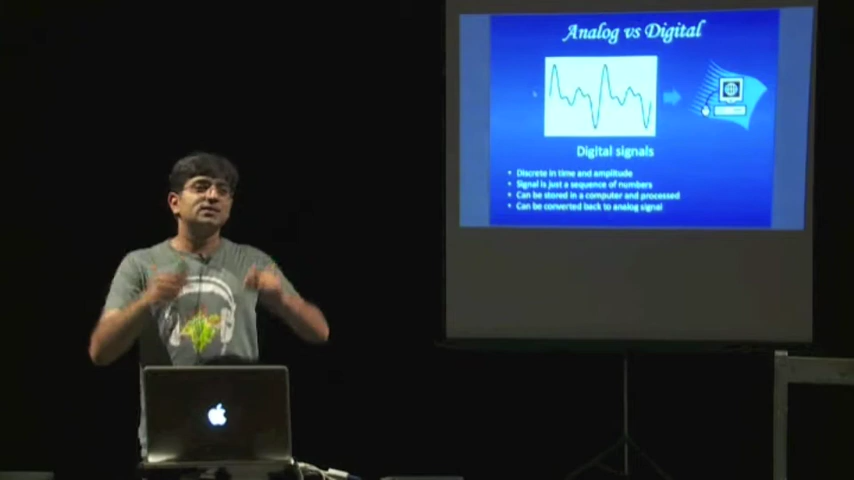 Analog vs Digital
Digital signals
• Discrete in time and amplitude
• Signal is just a sequence of numbers
• Can be stored in a computer and processed
• Can be converted back to analog signal